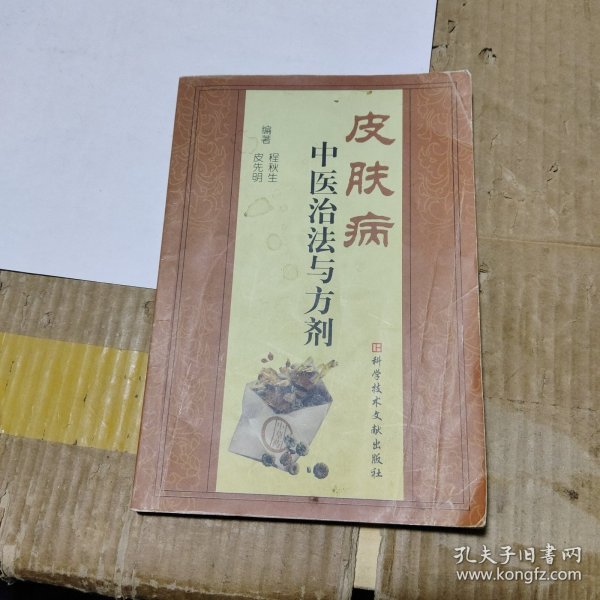 皮肤病
中医治法与方剂
编著
程秋生
皮先明
科学技术文献出版社
孔夫子旧书网
www.kongfz.com